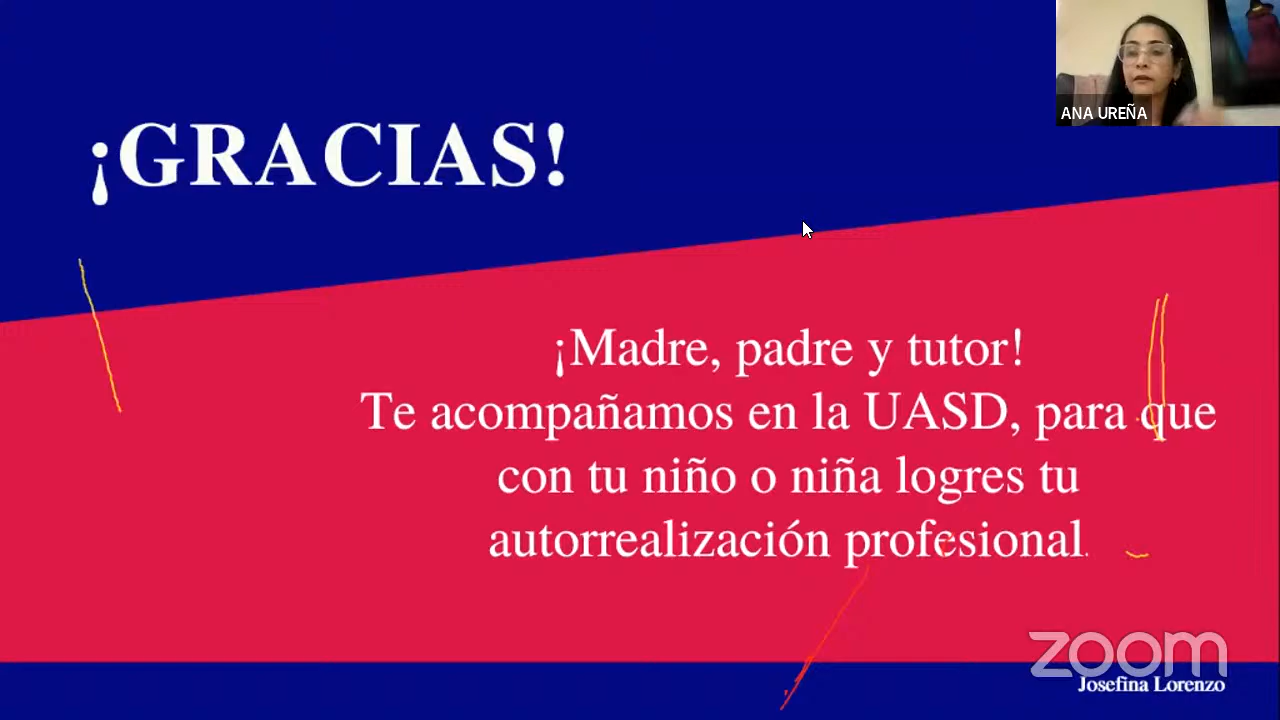 ANA UREÑA
¡GRACIAS!
¡Madre, padre y tutor!
Te acompañamos en la UASD, para que
con tu niño o niña logres tu
autorrealización profesional.
zoom
Josefina Lorenzo